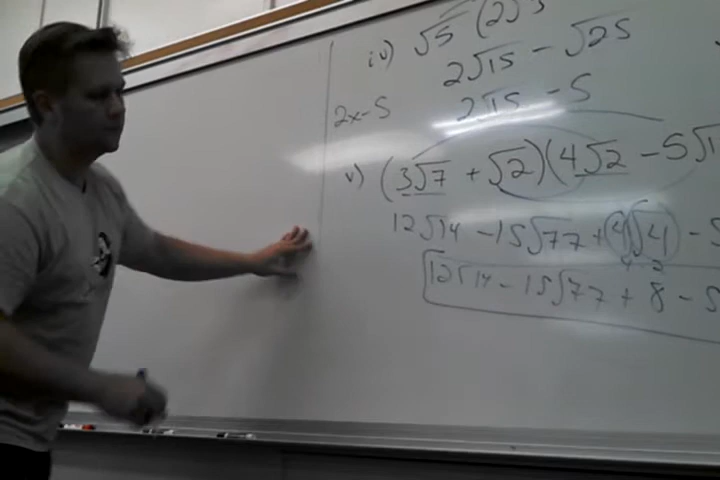 iv) √5 (2√3
2√15 - √25
2x-5 2√15 - 5
v) (3√7 + √2)(4√2 - 5√1
12√14 - 15√77 + 4√4 - 5
12√14 - 15√77 + 8 - 5